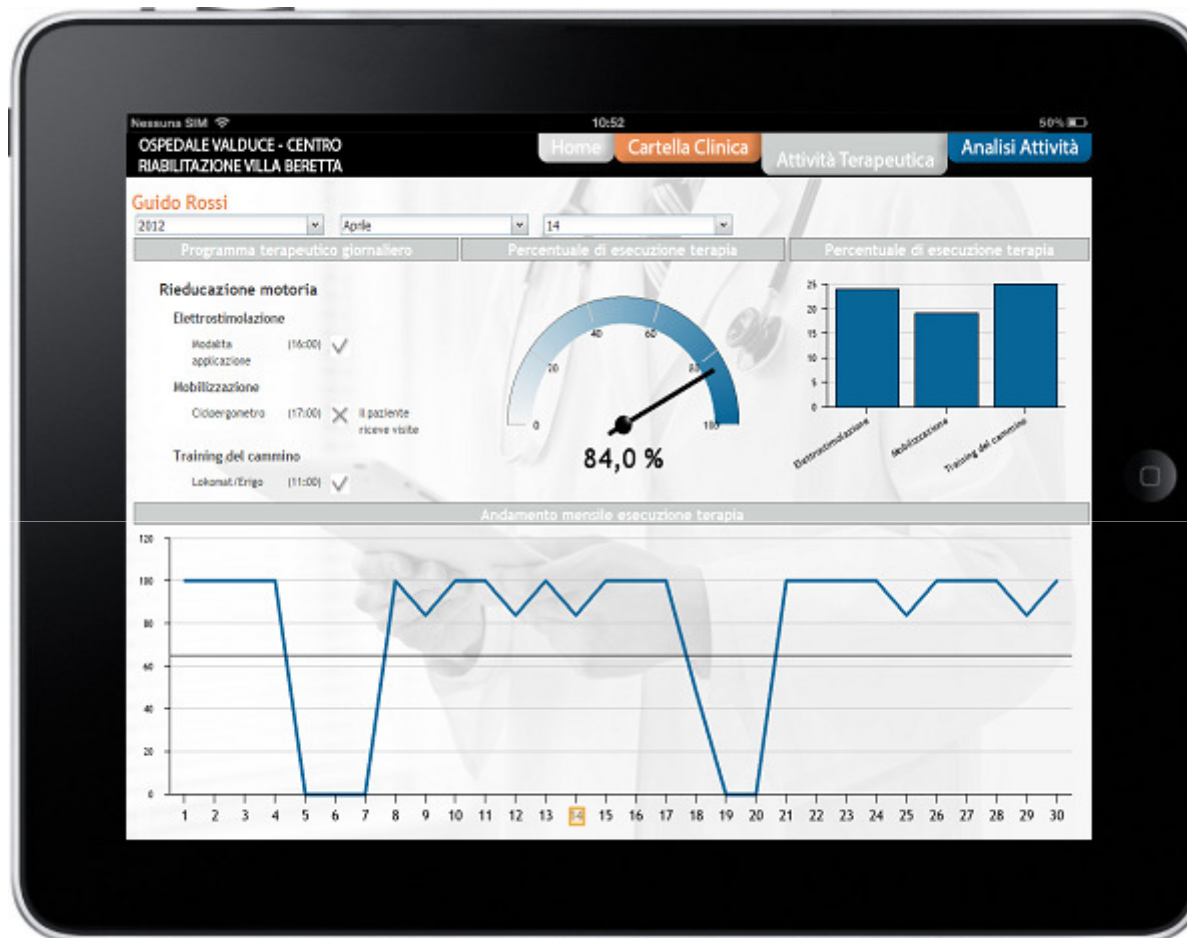 Nessuna SIM 10:52 50%
OSPEDALE VALDUCE - CENTRO
RIABILITAZIONE VILLA BERETTA
Home Cartella Clinica Attività Terapeutica Analisi Attività
Guido Rossi
2012 Aprile 14
Programma terapeutico giornaliero Percentuale di esecuzione terapia Percentuale di esecuzione terapia
Rieducazione motoria
Elettrostimolazione
Modalita (16:00)
applicazione
Mobilizzazione
Cicloergonetro (17:00) Il paziente
riceve visite
Training del cammino
Lokomat/Erigo (11:00)
0 20 40 60 80 100
84,0 %
25
20
15
10
5
0
Elettrostimolazione Mobilizzazione Training del cammino
Andamento mensile esecuzione terapia
120
100
80
60
40
20
0
1 2 3 4 5 6 7 8 9 10 11 12 13 14 15 16 17 18 19 20 21 22 23 24 25 26 27 28 29 30